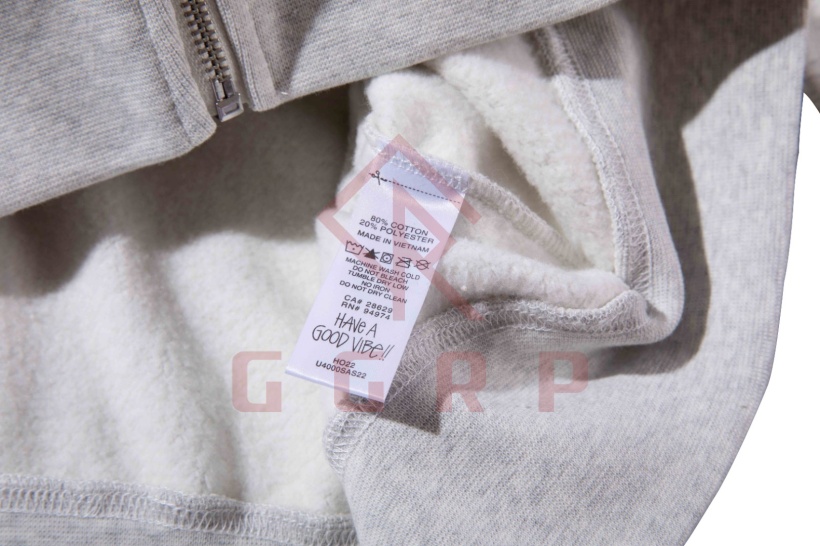 80% COTTON
20% POLYESTER
MADE IN VIETNAM
MACHINE WASH COLD
DO NOT BLEACH
TUMBLE DRY LOW
NO IRON
DO NOT DRY CLEAN
CA# 28629
RN# 94974
HAVE A
GOOD VIBE!!
HO22
U4000SAS22
GGRP